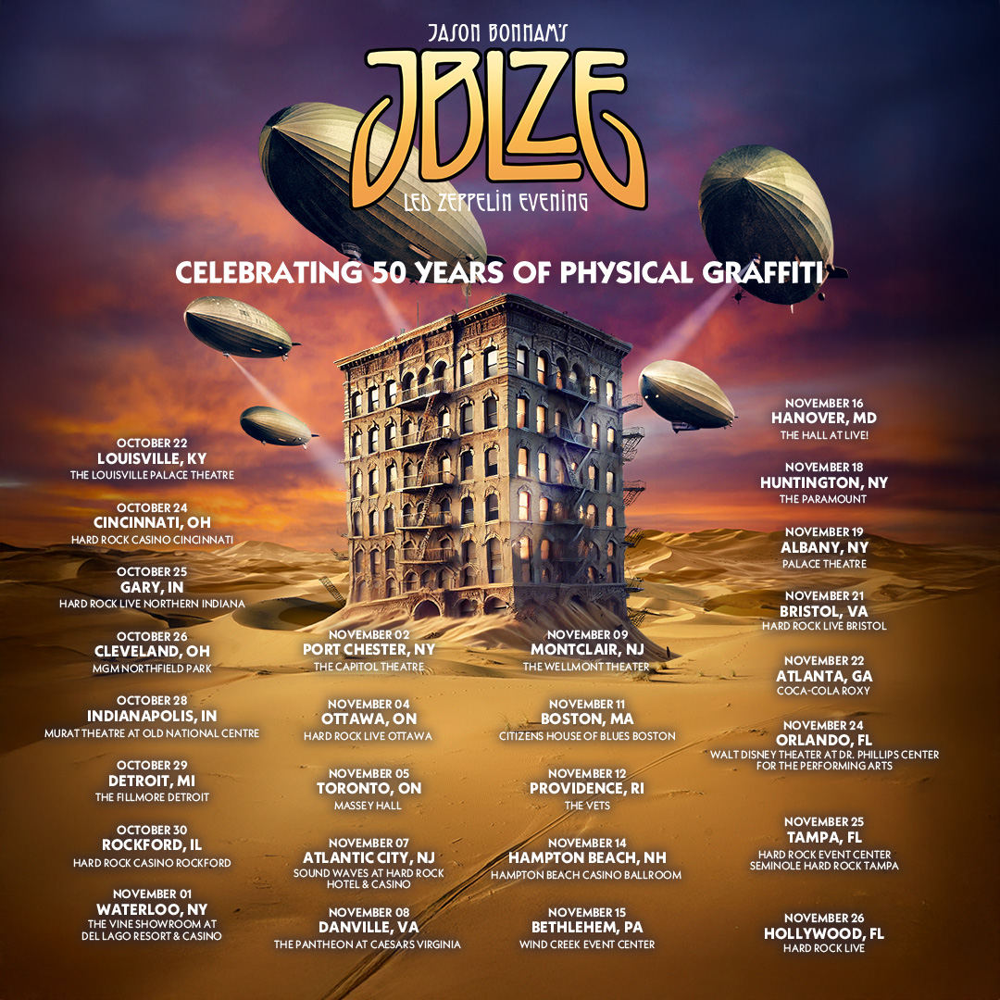 JASON BONHAM'S
JBLZE
LED ZEPPELIN EVENING
CELEBRATING 50 YEARS OF PHYSICAL GRAFFITI
OCTOBER 22
LOUISVILLE, KY
THE LOUISVILLE PALACE THEATRE
OCTOBER 24
CINCINNATI, OH
HARD ROCK CASINO CINCINNATI
OCTOBER 25
GARY, IN
HARD ROCK LIVE NORTHERN INDIANA
OCTOBER 26
CLEVELAND, OH
MGM NORTHFIELD PARK
OCTOBER 28
INDIANAPOLIS, IN
MURAT THEATRE AT OLD NATIONAL CENTRE
OCTOBER 29
DETROIT, MI
THE FILLMORE DETROIT
OCTOBER 30
ROCKFORD, IL
HARD ROCK CASINO ROCKFORD
NOVEMBER 01
WATERLOO, NY
THE VINE SHOWROOM AT
DEL LAGO RESORT & CASINO
NOVEMBER 02
PORT CHESTER, NY
THE CAPITOL THEATRE
NOVEMBER 04
OTTAWA, ON
HARD ROCK LIVE OTTAWA
NOVEMBER 05
TORONTO, ON
MASSEY HALL
NOVEMBER 07
ATLANTIC CITY, NJ
SOUND WAVES AT HARD ROCK
HOTEL & CASINO
NOVEMBER 08
DANVILLE, VA
THE PANTHEON AT CAESARS VIRGINIA
NOVEMBER 09
MONTCLAIR, NJ
THE WELLMONT THEATER
NOVEMBER 11
BOSTON, MA
CITIZENS HOUSE OF BLUES BOSTON
NOVEMBER 12
PROVIDENCE, RI
THE VETS
NOVEMBER 14
HAMPTON BEACH, NH
HAMPTON BEACH CASINO BALLROOM
NOVEMBER 15
BETHLEHEM, PA
WIND CREEK EVENT CENTER
NOVEMBER 16
HANOVER, MD
THE HALL AT LIVE!
NOVEMBER 18
HUNTINGTON, NY
THE PARAMOUNT
NOVEMBER 19
ALBANY, NY
PALACE THEATRE
NOVEMBER 21
BRISTOL, VA
HARD ROCK LIVE BRISTOL
NOVEMBER 22
ATLANTA, GA
COCA-COLA ROXY
NOVEMBER 24
ORLANDO, FL
WALT DISNEY THEATER AT DR. PHILLIPS CENTER
FOR THE PERFORMING ARTS
NOVEMBER 25
TAMPA, FL
HARD ROCK EVENT CENTER
SEMINOLE HARD ROCK TAMPA
NOVEMBER 26
HOLLYWOOD, FL
HARD ROCK LIVE